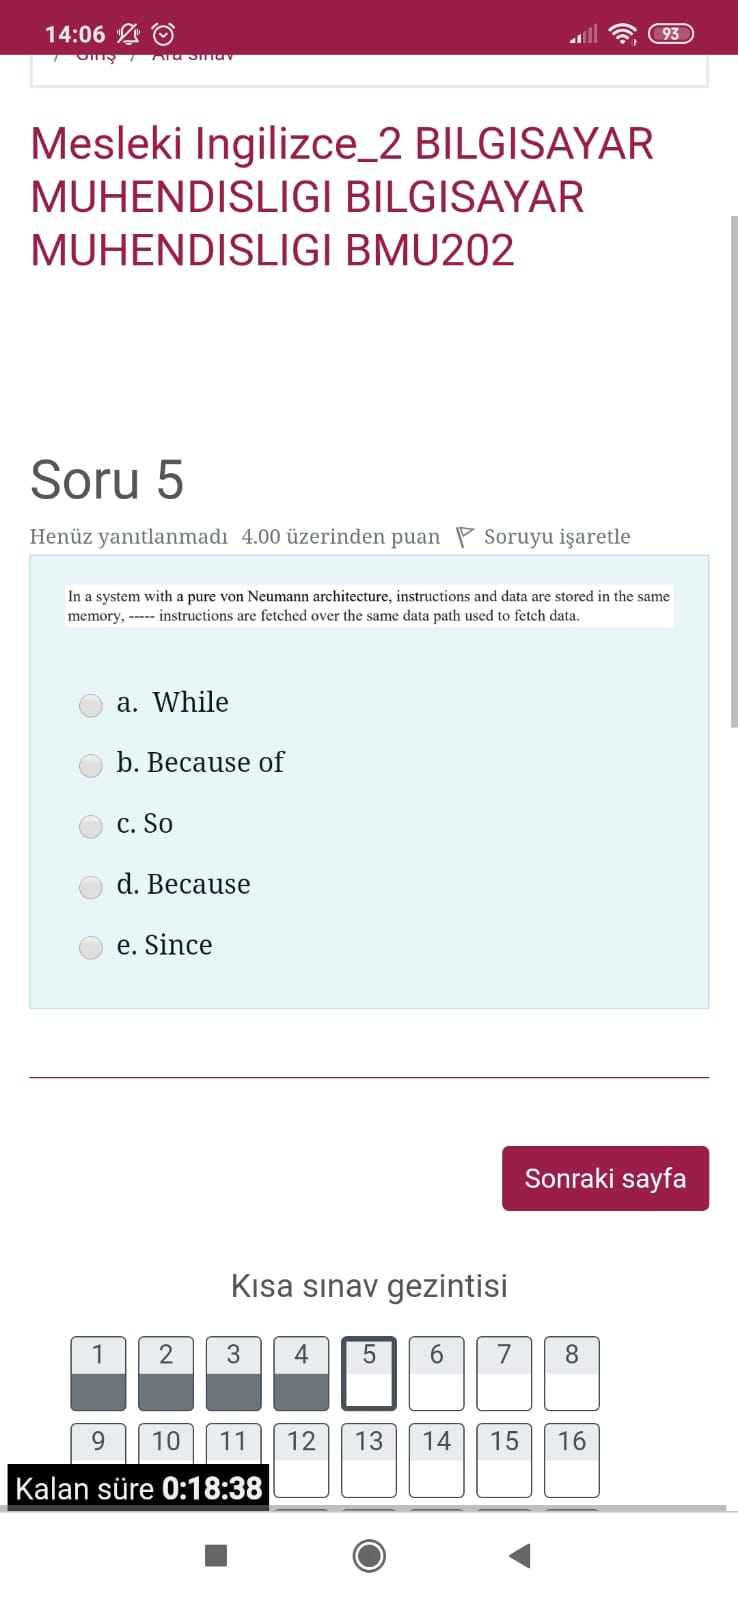 14:06
93
/ Giriş / Ara sınav
Mesleki Ingilizce_2 BILGISAYAR
MUHENDISLIGI BILGISAYAR
MUHENDISLIGI BMU202
Soru 5
Henüz yanıtlanmadı 4.00 üzerinden puan Soruyu işaretle
In a system with a pure von Neumann architecture, instructions and data are stored in the same
memory, ----- instructions are fetched over the same data path used to fetch data.
a. While
b. Because of
c. So
d. Because
e. Since
Sonraki sayfa
Kısa sınav gezintisi
1 2 3 4 5 6 7 8
9 10 11 12 13 14 15 16
Kalan süre 0:18:38